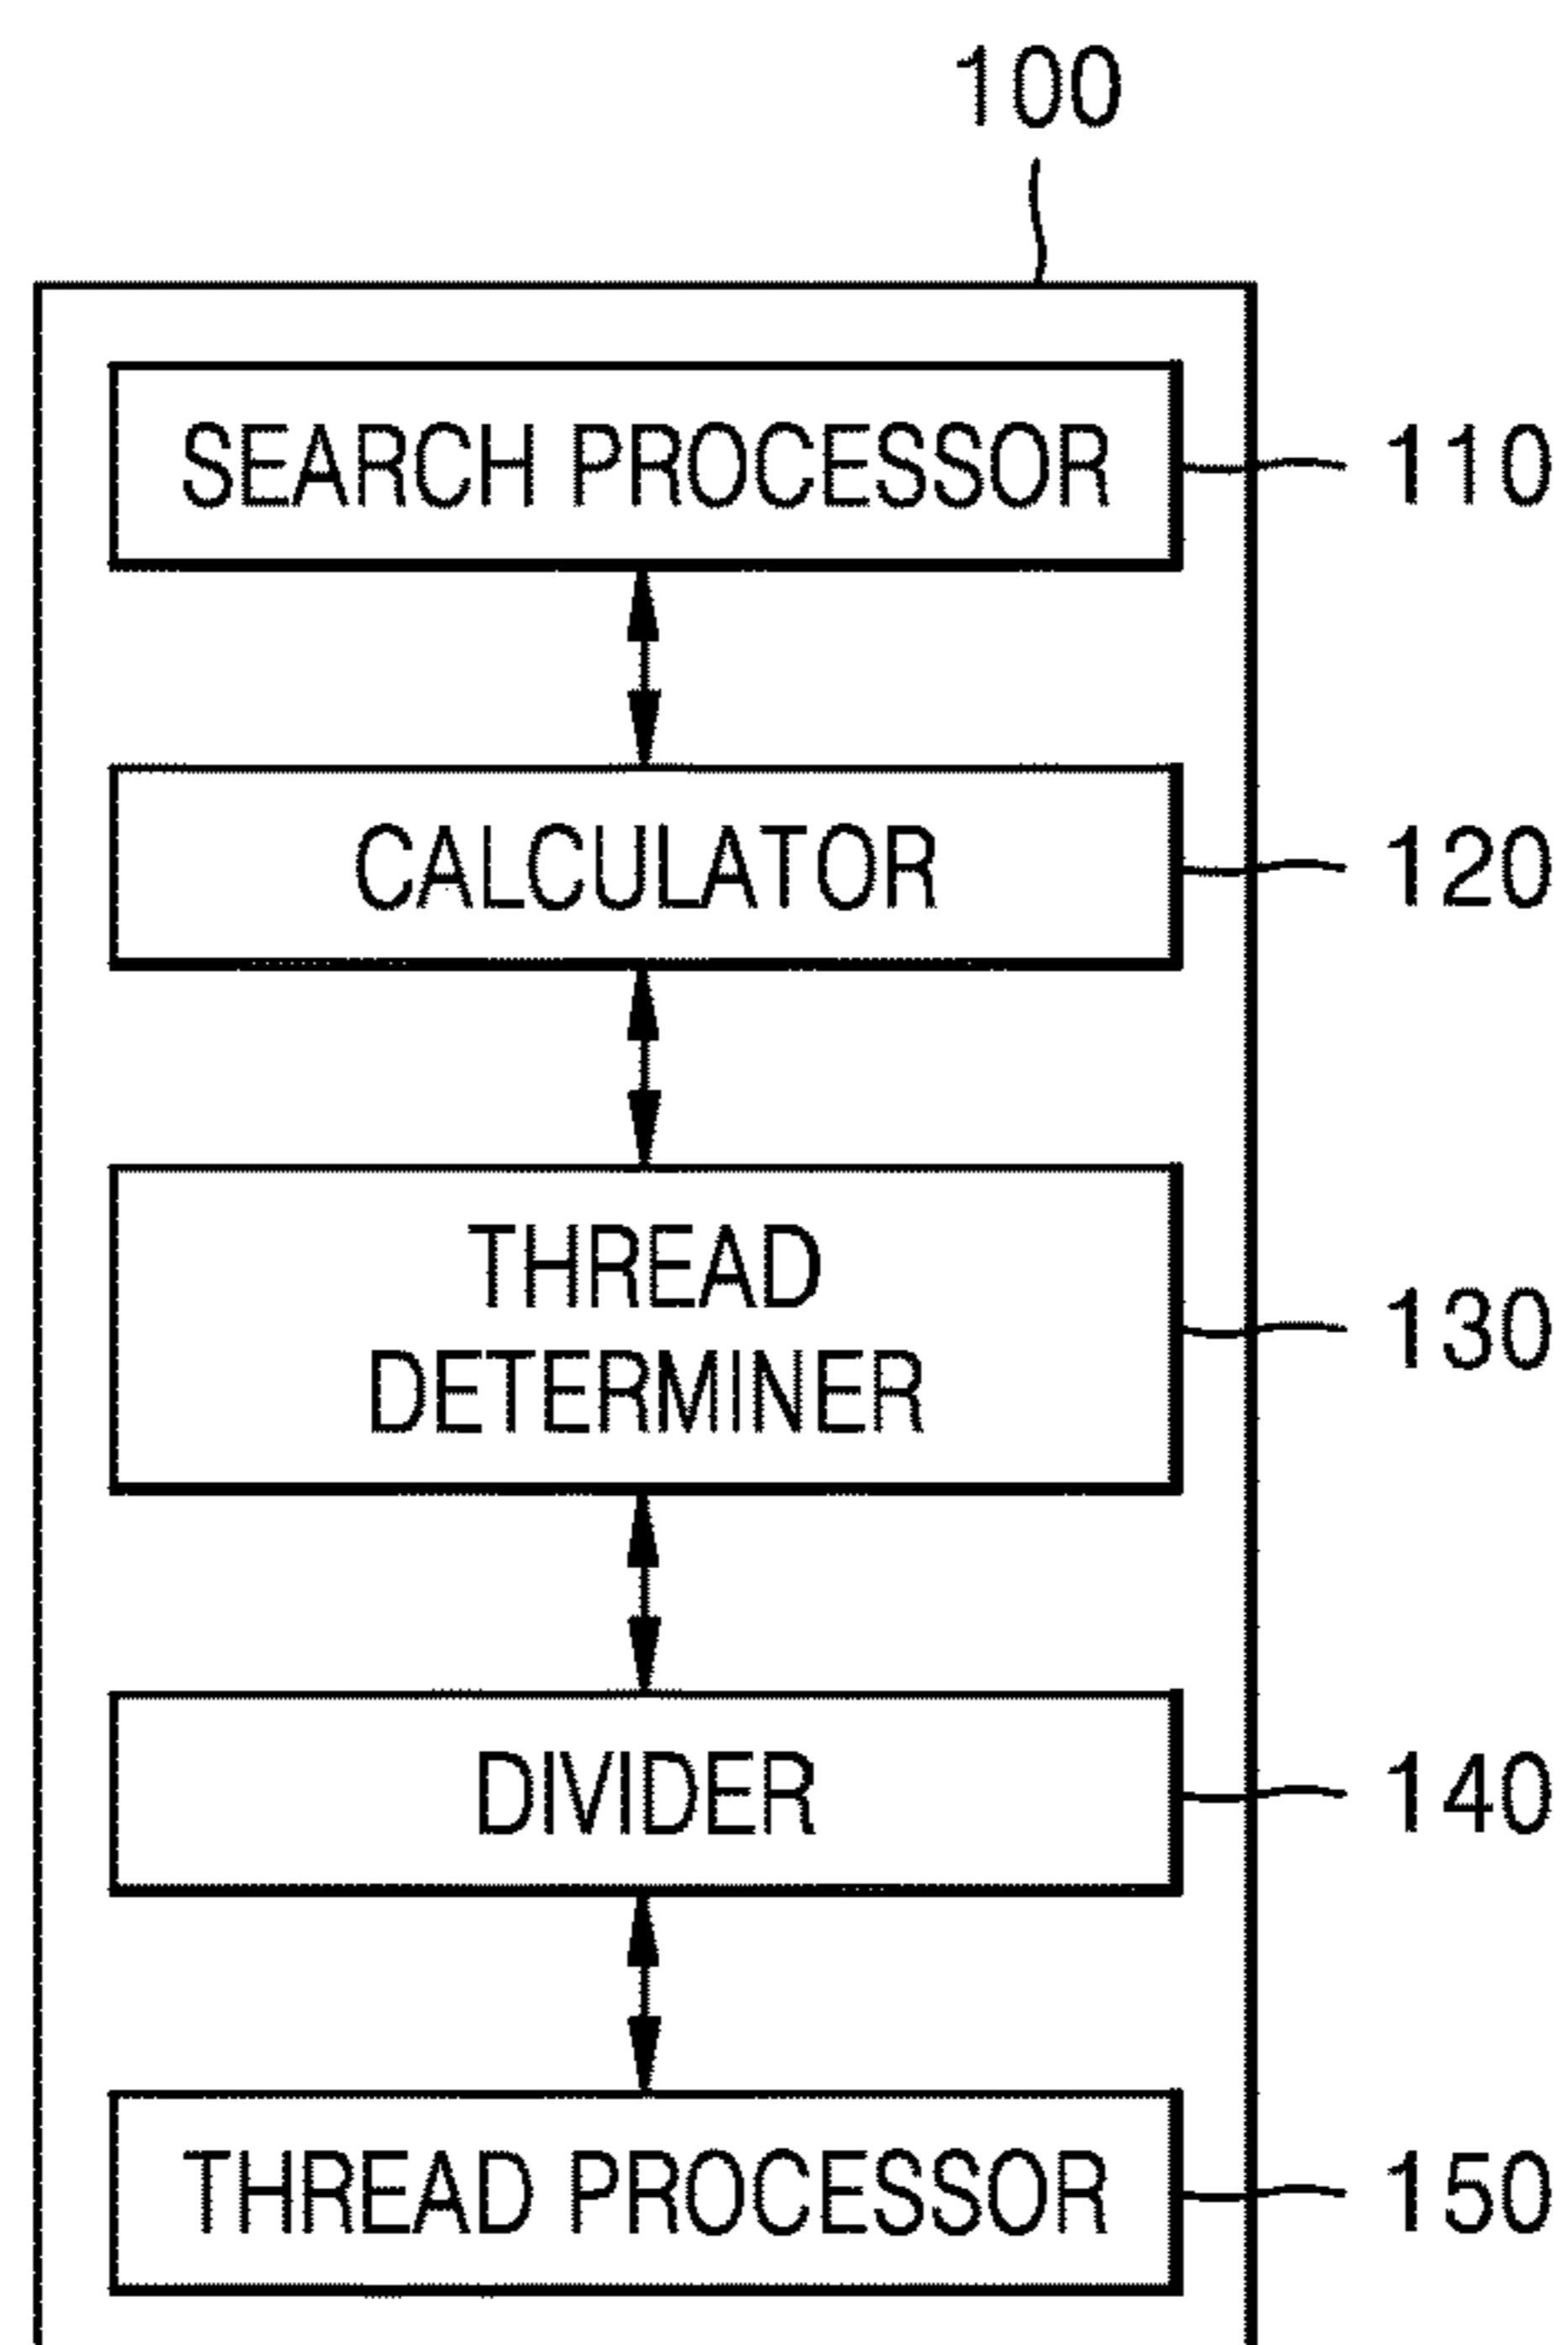 100
SEARCH PROCESSOR
110
CALCULATOR
120
THREAD
DETERMINER
130
DIVIDER
140
THREAD PROCESSOR
150